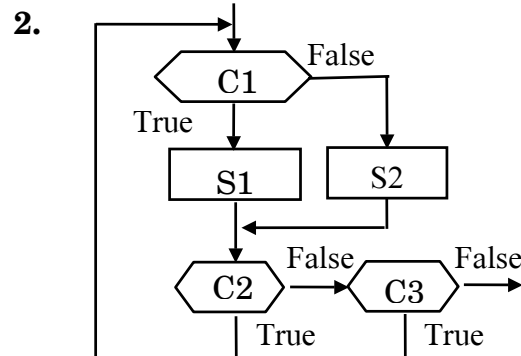 2.
False
C1
True
S1
S2
False
False
C2
C3
True
True